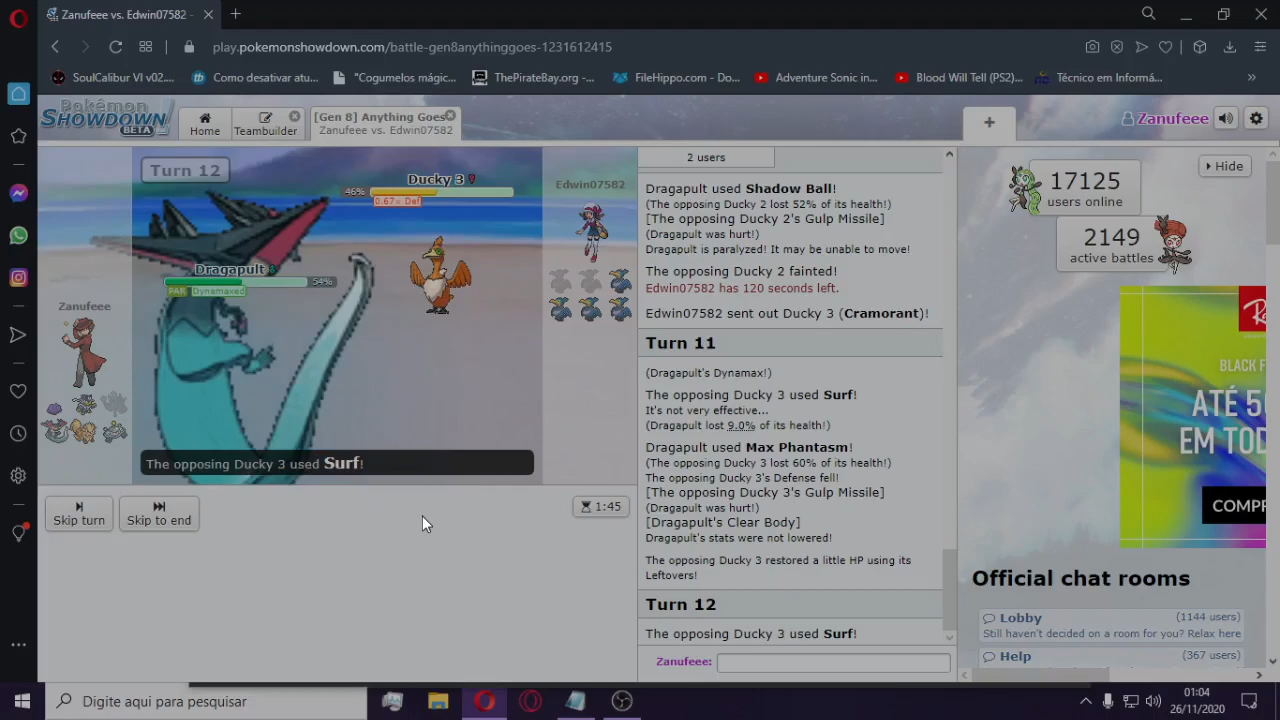 Zanufeee vs. Edwin07582 -
play.pokemonshowdown.com/battle-gen8anythinggoes-1231612415
SoulCalibur VI v02....
Como desativar atu...
"Cogumelos mágic...
ThePirateBay.org -...
FileHippo.com - Do...
Adventure Sonic in...
Blood Will Tell (PS2)...
Técnico em Informá...
»
Pokémon
SHOWDOWN
BETA
Home
Teambuilder
[Gen 8] Anything Goes
Zanufeee vs. Edwin07582
+
Zanufeee
Turn 12
Ducky 3
46%
0.67× Def
Dragapult
54%
PAR Dynamaxed
Zanufeee
Edwin07582
The opposing Ducky 3 used Surf!
Skip turn
Skip to end
1:45
2 users
Dragapult used Shadow Ball!
(The opposing Ducky 2 lost 52% of its health!)
[The opposing Ducky 2's Gulp Missile]
(Dragapult was hurt!)
Dragapult is paralyzed! It may be unable to move!
The opposing Ducky 2 fainted!
Edwin07582 has 120 seconds left.
Edwin07582 sent out Ducky 3 (Cramorant)!
Turn 11
(Dragapult's Dynamax!)
The opposing Ducky 3 used Surf!
It's not very effective...
(Dragapult lost 9.0% of its health!)
Dragapult used Max Phantasm!
(The opposing Ducky 3 lost 60% of its health!)
The opposing Ducky 3's Defense fell!
[The opposing Ducky 3's Gulp Missile]
(Dragapult was hurt!)
[Dragapult's Clear Body]
Dragapult's stats were not lowered!
The opposing Ducky 3 restored a little HP using its
Leftovers!
Turn 12
The opposing Ducky 3 used Surf!
Zanufeee:
17125
users online
2149
active battles
Hide
BLACK F
ATÉ 5
EM TOD
COMPR
Official chat rooms
Lobby
(1144 users)
Still haven't decided on a room for you? Relax here
Help
(367 users)
Digite aqui para pesquisar
01:04
26/11/2020